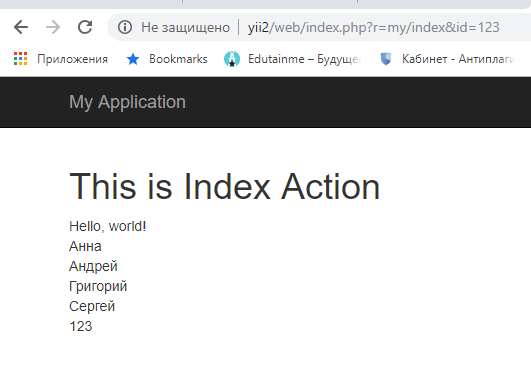 Не защищено yii2/web/index.php?r=my/index&id=123
Приложения Bookmarks Edutainme – Будуще Кабинет - Антиплаги
My Application
This is Index Action
Hello, world!
Анна
Андрей
Григорий
Сергей
123